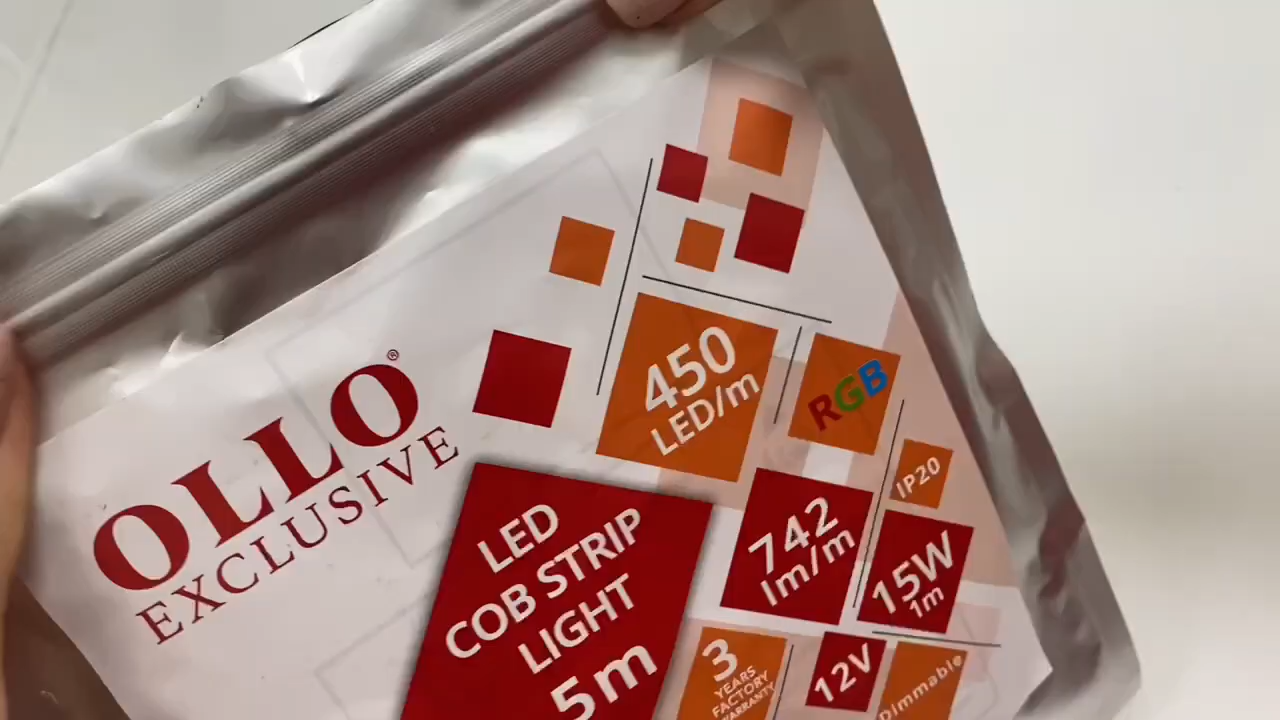 OLLO®
EXCLUSIVE
450
LED/m
RGB
IP20
742
lm/m
15W
1m
LED
COB STRIP
LIGHT
5m
3
YEARS
FACTORY
WARRANTY
12V
Dimmable